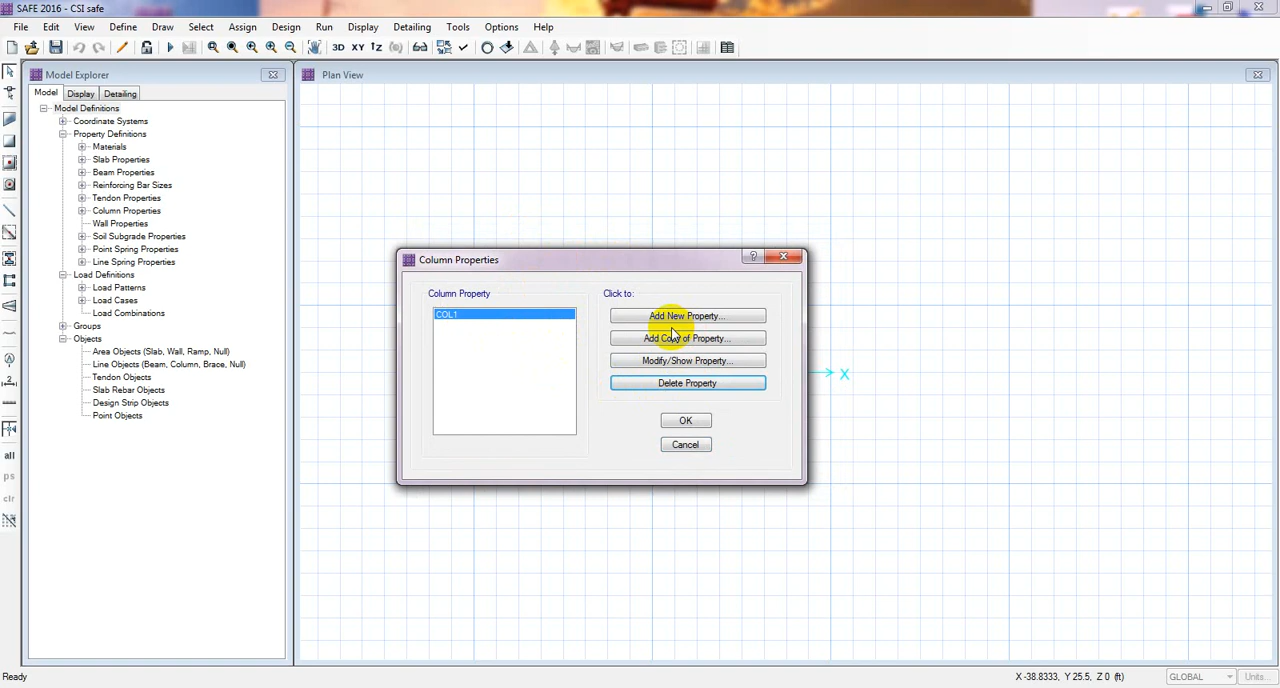 SAFE 2016 - CSI safe
File Edit View Define Draw Select Assign Design Run Display Detailing Tools Options Help
3D XY
Model Explorer
Plan View
Model Display Detailing
Model Definitions
Coordinate Systems
Property Definitions
Materials
Slab Properties
Beam Properties
Reinforcing Bar Sizes
Tendon Properties
Column Properties
Wall Properties
Soil Subgrade Properties
Point Spring Properties
Line Spring Properties
Load Definitions
Load Patterns
Load Cases
Load Combinations
Groups
Objects
Area Objects (Slab, Wall, Ramp, Null)
Line Objects (Beam, Column, Brace, Null)
Tendon Objects
Slab Rebar Objects
Design Strip Objects
Point Objects
all
ps
clr
Column Properties
Column Property
COL1
Click to:
Add New Property...
Add Copy of Property...
Modify/Show Property...
Delete Property
OK
Cancel
X
Ready
X -38.8333, Y 25.5, Z 0 (ft)
GLOBAL
Units...